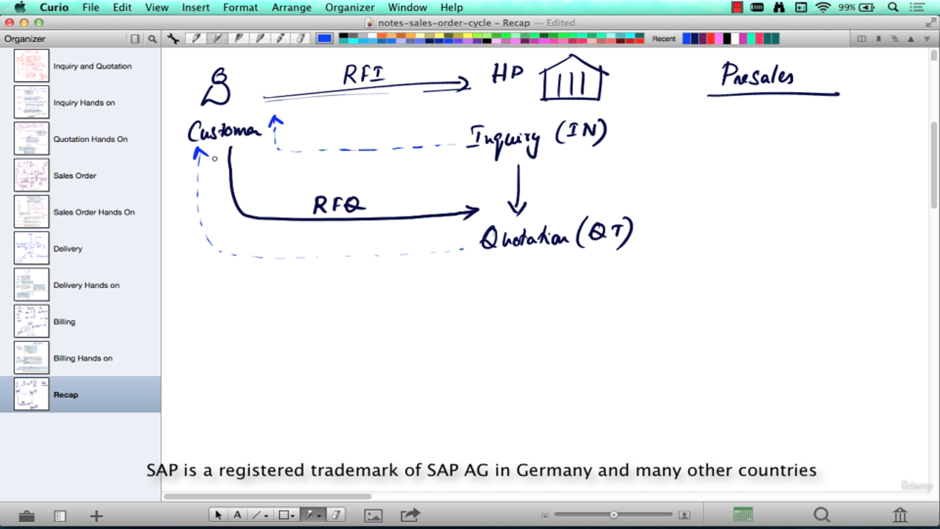 Curio File Edit View Insert Format Arrange Organizer Window Help 99%
notes-sales-order-cycle - Recap — Edited
Recent
Organizer
Inquiry and Quotation
Inquiry Hands on
Quotation Hands On
Sales Order
Sales Order Hands On
Delivery
Delivery Hands on
Billing
Billing Hands on
Recap
RFI HP Presales
Customer Inquiry (IN)
RFQ
Quotation (QT)
SAP is a registered trademark of SAP AG in Germany and many other countries
Udemy
A